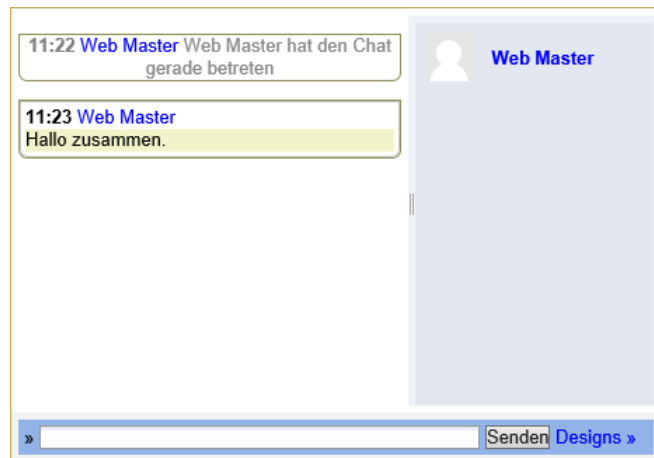 11:22 Web Master Web Master hat den Chat
gerade betreten
11:23 Web Master
Hallo zusammen.
Web Master
» Senden Designs »